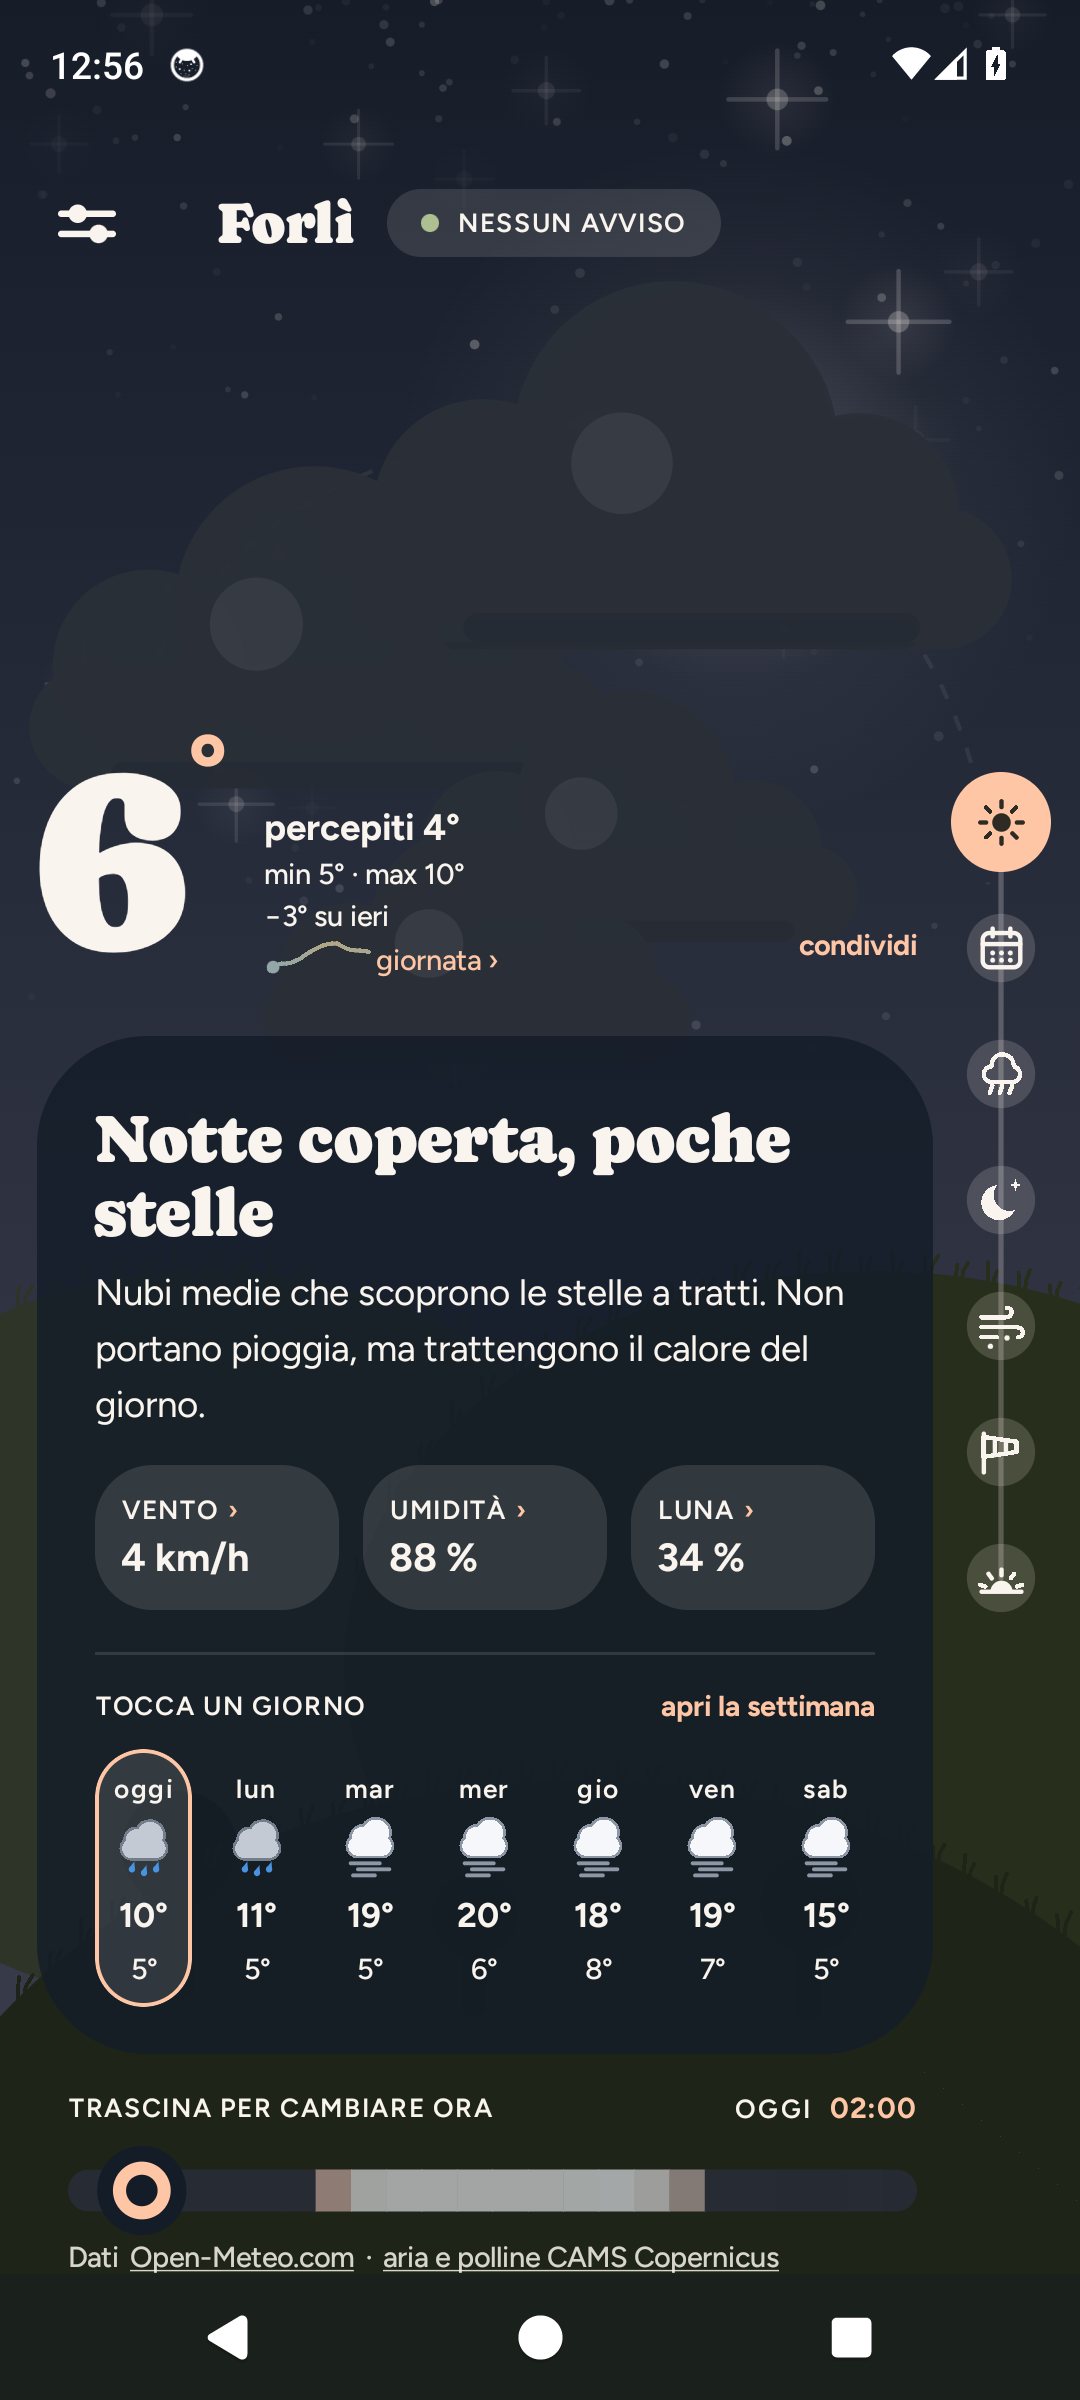 12:56
Forlì
NESSUN AVVISO
6°
percepiti 4°
min 5° · max 10°
−3° su ieri
giornata ›
condividi
Notte coperta, poche
stelle
Nubi medie che scoprono le stelle a tratti. Non
portano pioggia, ma trattengono il calore del
giorno.
VENTO › UMIDITÀ › LUNA ›
4 km/h 88 % 34 %
TOCCA UN GIORNO apri la settimana
oggi lun mar mer gio ven sab
10° 11° 19° 20° 18° 19° 15°
5° 5° 5° 6° 8° 7° 5°
TRASCINA PER CAMBIARE ORA OGGI 02:00
Dati Open-Meteo.com · aria e polline CAMS Copernicus